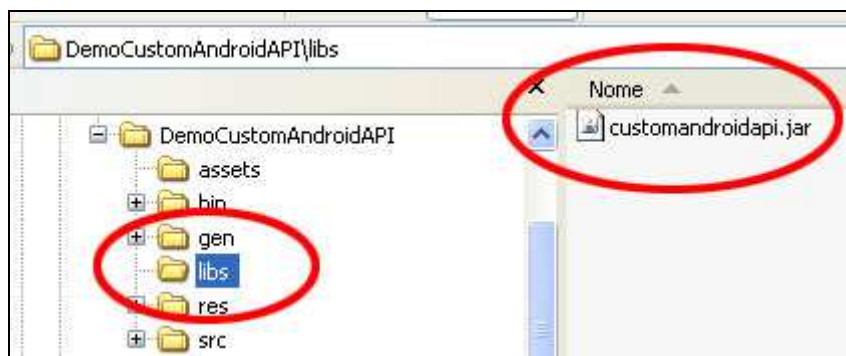 DemoCustomAndroidAPI\libs
Nome
customandroidapi.jar
DemoCustomAndroidAPI
assets
bin
gen
libs
res
src